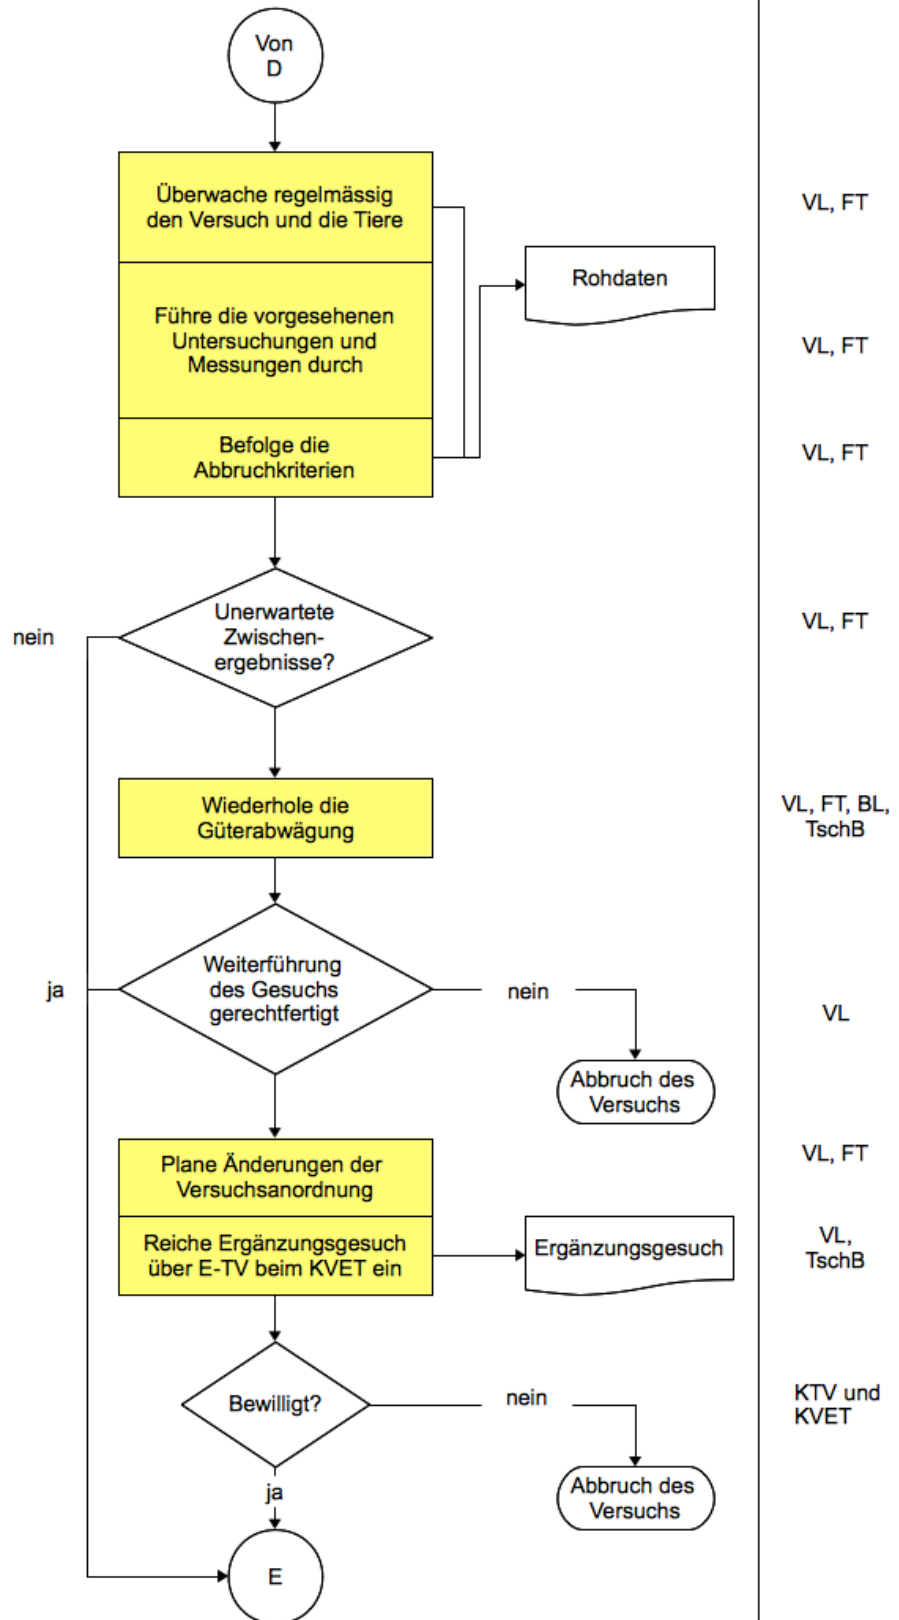 Von
D
Überwache regelmässig
den Versuch und die Tiere
VL, FT
Rohdaten
Führe die vorgesehenen
Untersuchungen und
Messungen durch
VL, FT
Befolge die
Abbruchkriterien
VL, FT
Unerwartete
Zwischen-
ergebnisse?
nein
VL, FT
Wiederhole die
Güterabwägung
VL, FT, BL,
TschB
Weiterführung
des Gesuchs
gerechtfertigt
ja
nein
VL
Abbruch des
Versuchs
Plane Änderungen der
Versuchsanordnung
VL, FT
Reiche Ergänzungsgesuch
über E-TV beim KVET ein
Ergänzungsgesuch
VL,
TschB
Bewilligt?
nein
KTV und
KVET
Abbruch des
Versuchs
ja
E